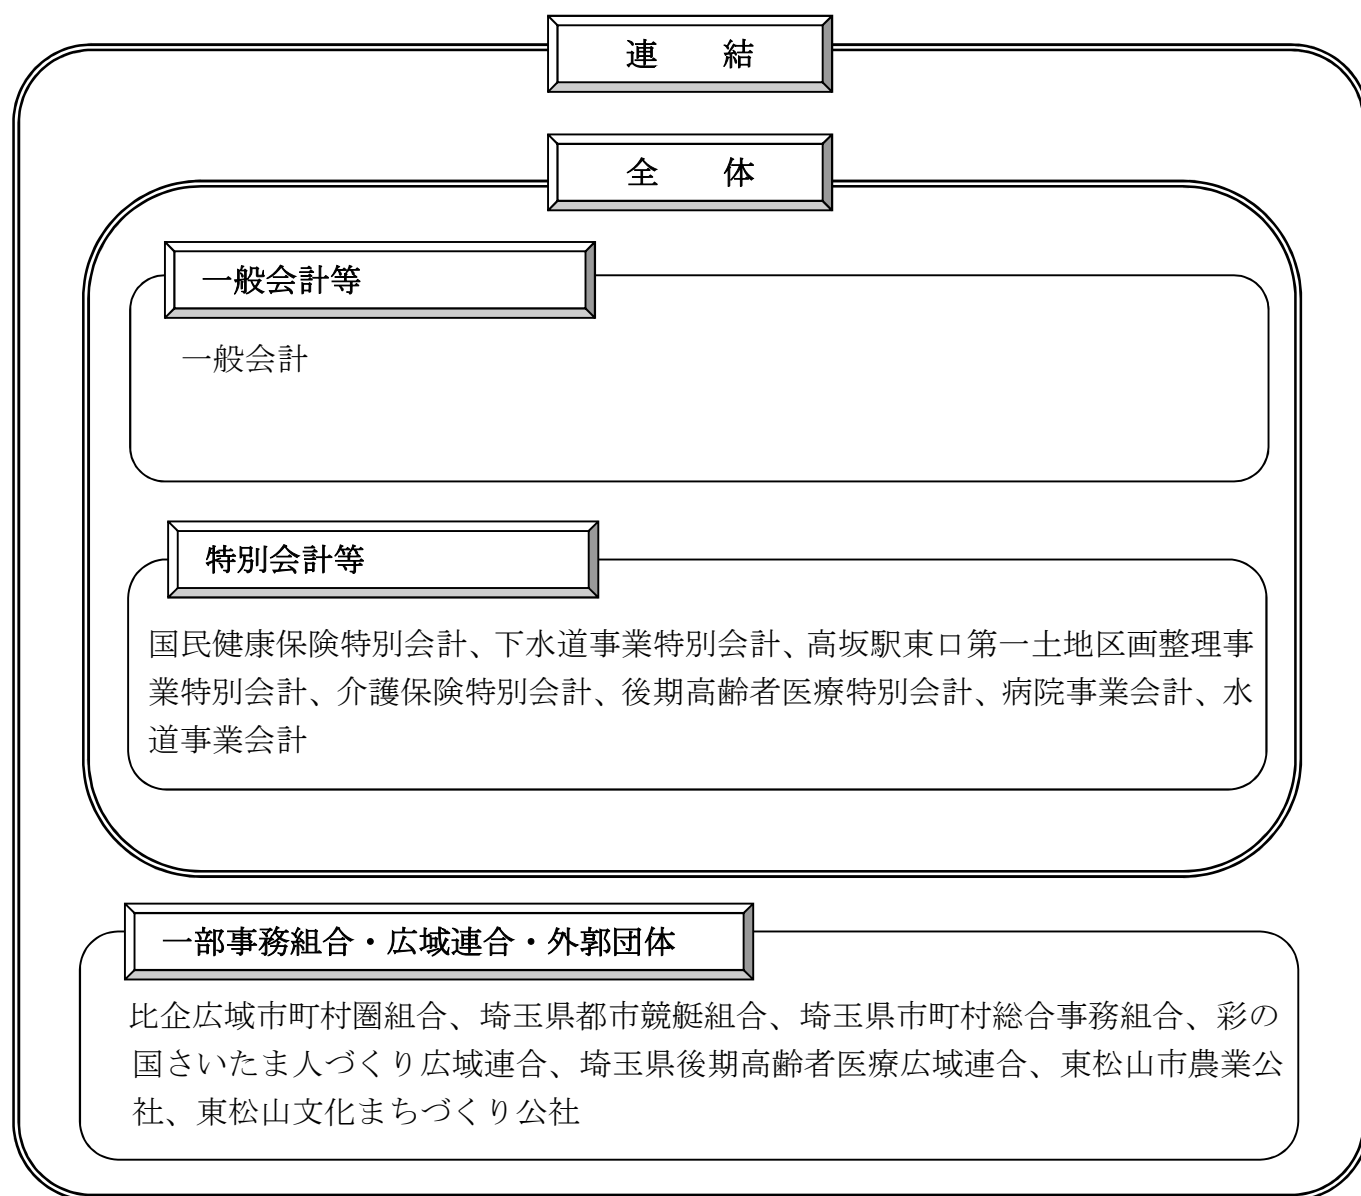 連　　結
全　　体
一般会計等
一般会計
特別会計等
国民健康保険特別会計、下水道事業特別会計、高坂駅東口第一土地区画整理事
業特別会計、介護保険特別会計、後期高齢者医療特別会計、病院事業会計、水
道事業会計
一部事務組合・広域連合・外郭団体
比企広域市町村圏組合、埼玉県都市競艇組合、埼玉県市町村総合事務組合、彩の
国さいたま人づくり広域連合、埼玉県後期高齢者医療広域連合、東松山市農業公
社、東松山文化まちづくり公社